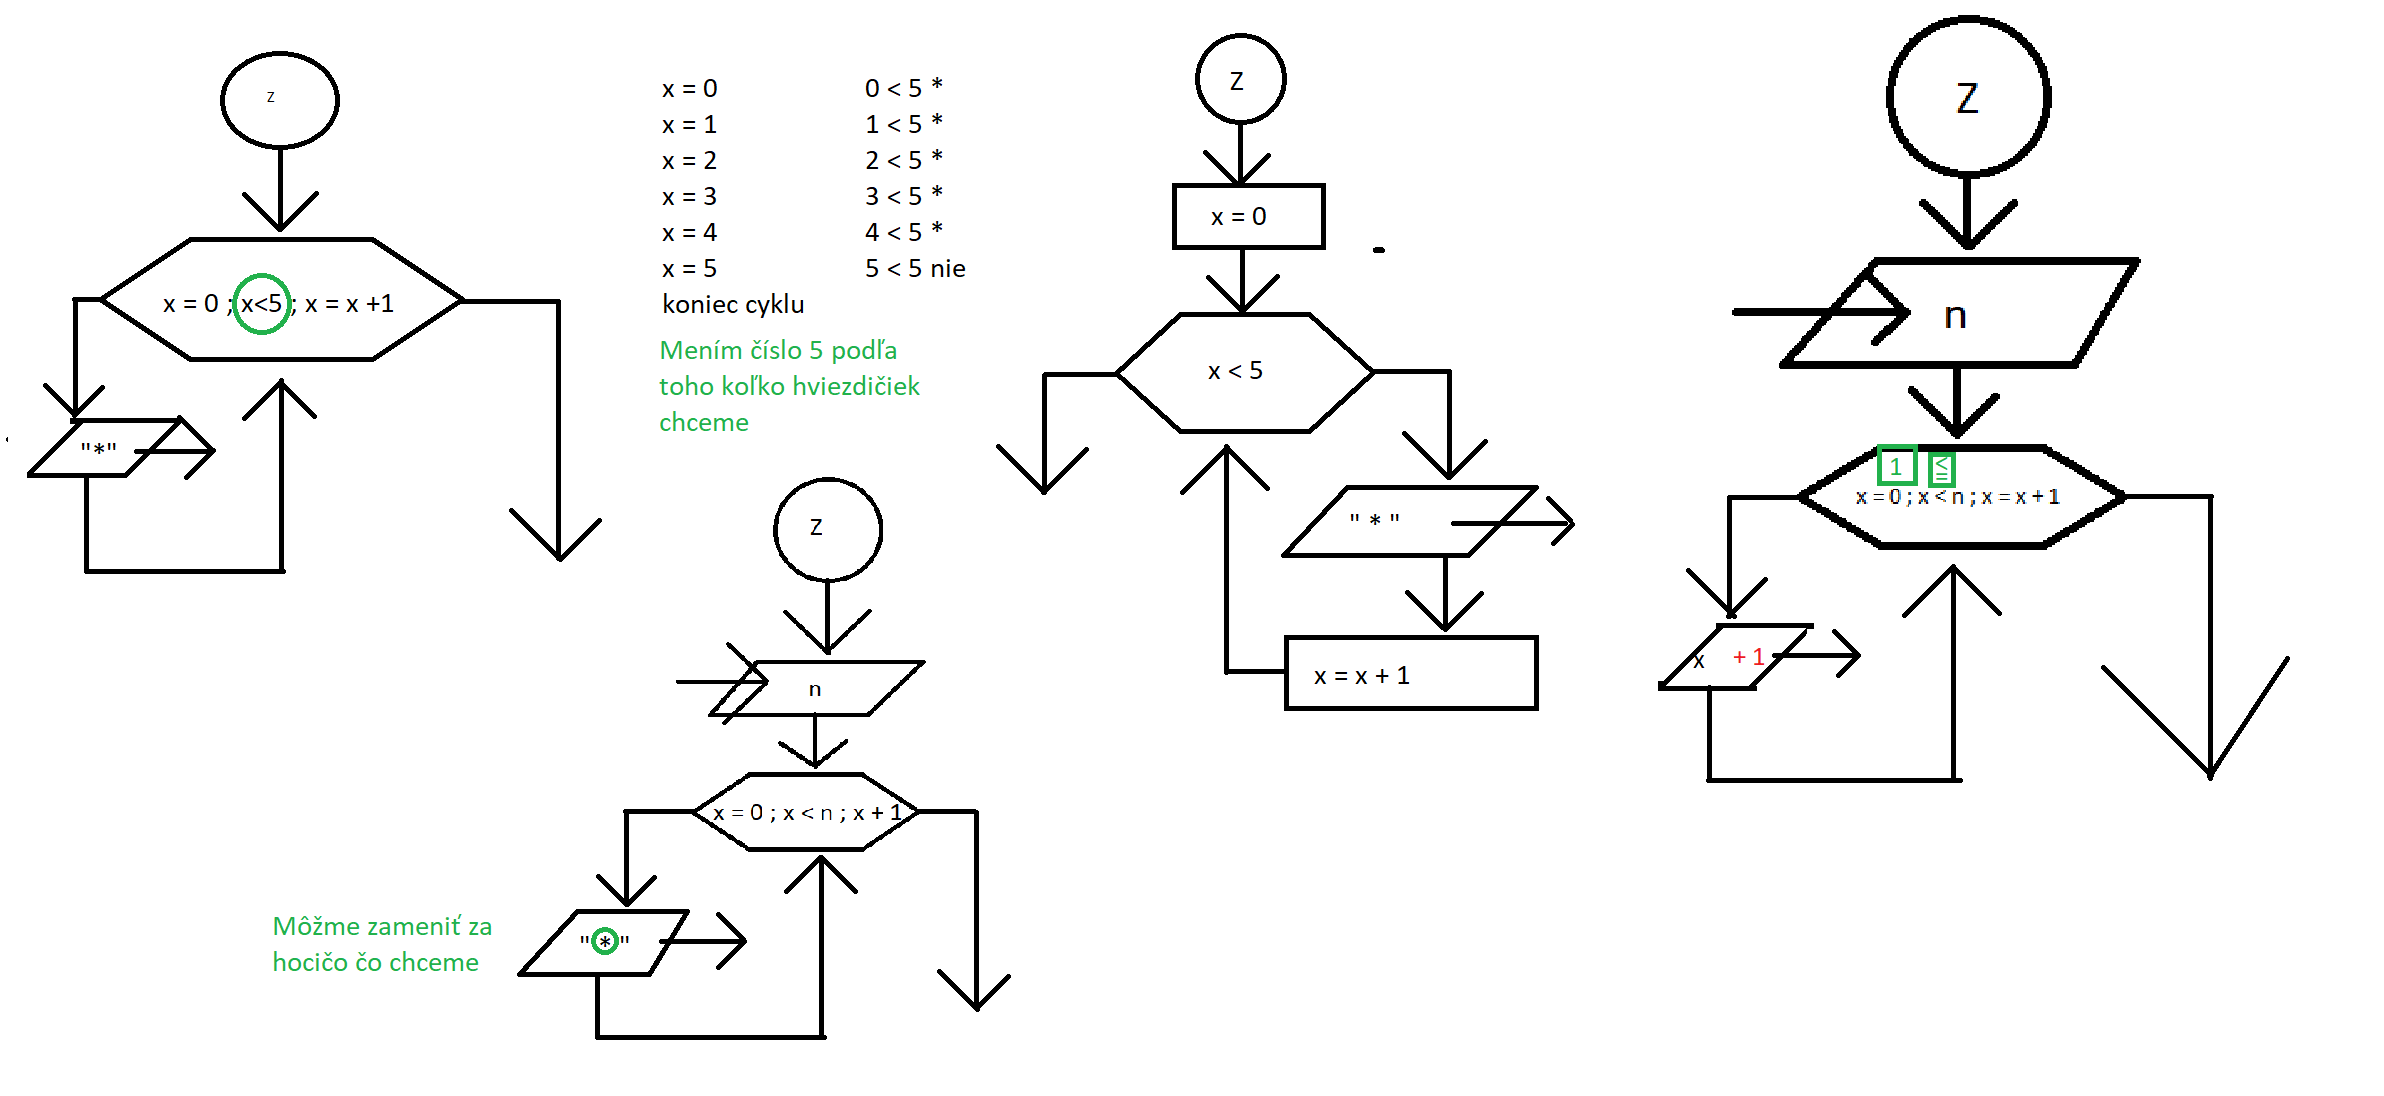 z
x = 0 ; x<5 ; x = x +1
"*"
x = 0 0 < 5 *
x = 1 1 < 5 *
x = 2 2 < 5 *
x = 3 3 < 5 *
x = 4 4 < 5 *
x = 5 5 < 5 nie
koniec cyklu
Mením číslo 5 podľa
toho koľko hviezdičiek
chceme
Z
n
x = 0 ; x < n ; x + 1
" * "
Môžme zameniť za
hocičo čo chceme
Z
x = 0
x < 5
" * "
x = x + 1
Z
n
1 ≤
x = 0 ; x < n ; x = x + 1
x + 1